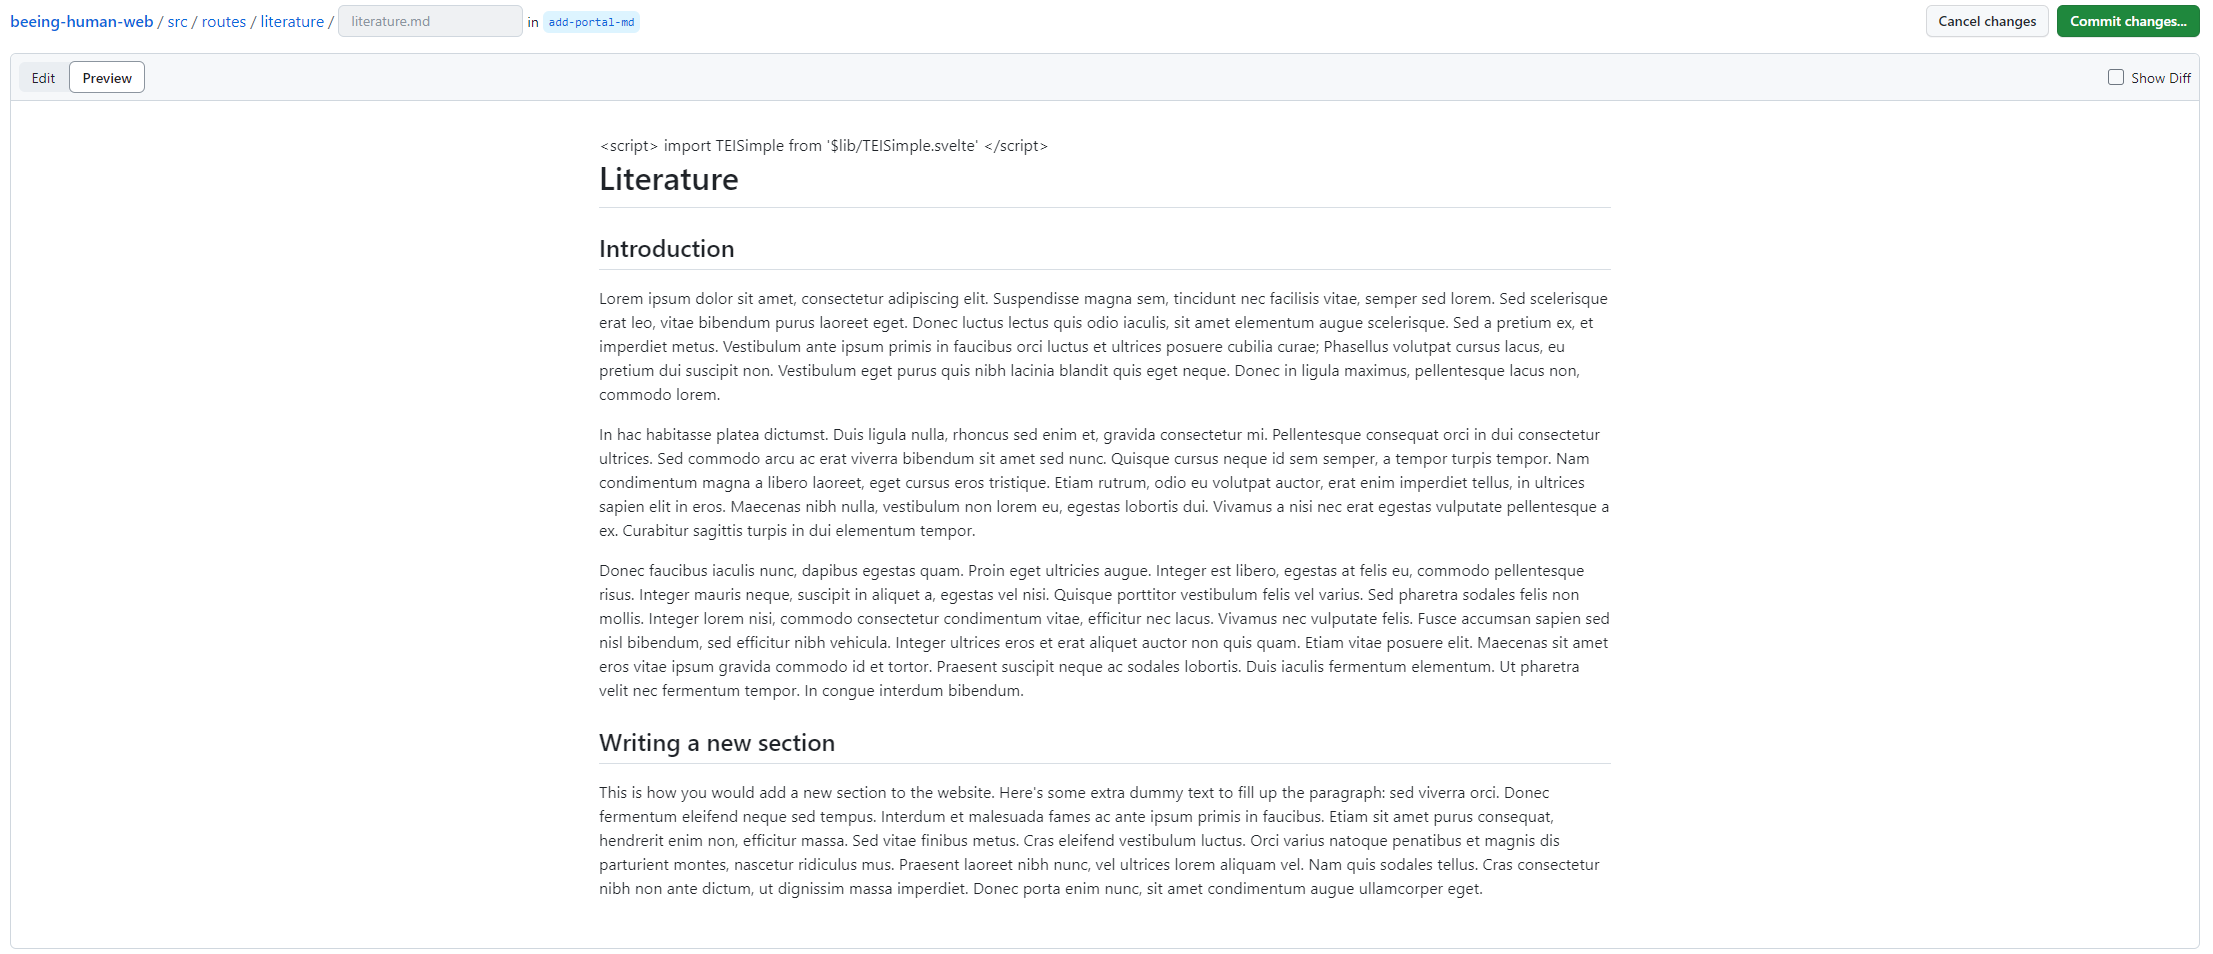 beeing-human-web / src / routes / literature / literature.md in add-portal-md Cancel changes Commit changes...
Edit Preview Show Diff
<script> import TEISimple from '$lib/TEISimple.svelte' </script>
Literature
Introduction
Lorem ipsum dolor sit amet, consectetur adipiscing elit. Suspendisse magna sem, tincidunt nec facilisis vitae, semper sed lorem. Sed scelerisque
erat leo, vitae bibendum purus laoreet eget. Donec luctus lectus quis odio iaculis, sit amet elementum augue scelerisque. Sed a pretium ex, et
imperdiet metus. Vestibulum ante ipsum primis in faucibus orci luctus et ultrices posuere cubilia curae; Phasellus volutpat cursus lacus, eu
pretium dui suscipit non. Vestibulum eget purus quis nibh lacinia blandit quis eget neque. Donec in ligula maximus, pellentesque lacus non,
commodo lorem.
In hac habitasse platea dictumst. Duis ligula nulla, rhoncus sed enim et, gravida consectetur mi. Pellentesque consequat orci in dui consectetur
ultrices. Sed commodo arcu ac erat viverra bibendum sit amet sed nunc. Quisque cursus neque id sem semper, a tempor turpis tempor. Nam
condimentum magna a libero laoreet, eget cursus eros tristique. Etiam rutrum, odio eu volutpat auctor, erat enim imperdiet tellus, in ultrices
sapien elit in eros. Maecenas nibh nulla, vestibulum non lorem eu, egestas lobortis dui. Vivamus a nisi nec erat egestas vulputate pellentesque a
ex. Curabitur sagittis turpis in dui elementum tempor.
Donec faucibus iaculis nunc, dapibus egestas quam. Proin eget ultricies augue. Integer est libero, egestas at felis eu, commodo pellentesque
risus. Integer mauris neque, suscipit in aliquet a, egestas vel nisi. Quisque porttitor vestibulum felis vel varius. Sed pharetra sodales felis non
mollis. Integer lorem nisi, commodo consectetur condimentum vitae, efficitur nec lacus. Vivamus nec vulputate felis. Fusce accumsan sapien sed
nisl bibendum, sed efficitur nibh vehicula. Integer ultrices eros et erat aliquet auctor non quis quam. Etiam vitae posuere elit. Maecenas sit amet
eros vitae ipsum gravida commodo id et tortor. Praesent suscipit neque ac sodales lobortis. Duis iaculis fermentum elementum. Ut pharetra
velit nec fermentum tempor. In congue interdum bibendum.
Writing a new section
This is how you would add a new section to the website. Here's some extra dummy text to fill up the paragraph: sed viverra orci. Donec
fermentum eleifend neque sed tempus. Interdum et malesuada fames ac ante ipsum primis in faucibus. Etiam sit amet purus consequat,
hendrerit enim non, efficitur massa. Sed vitae finibus metus. Cras eleifend vestibulum luctus. Orci varius natoque penatibus et magnis dis
parturient montes, nascetur ridiculus mus. Praesent laoreet nibh nunc, vel ultrices lorem aliquam vel. Nam quis sodales tellus. Cras consectetur
nibh non ante dictum, ut dignissim massa imperdiet. Donec porta enim nunc, sit amet condimentum augue ullamcorper eget.